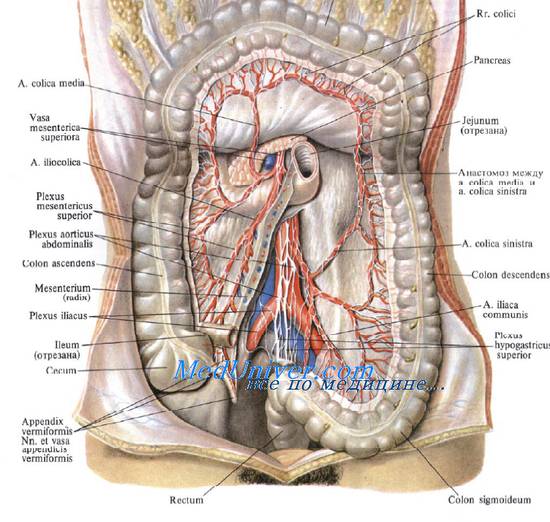 Rr. colici
Pancreas
A. colica media
Vasa
mesenterica
superiora
A. iliocolica
Plexus
mesentericus
superior
Plexus aorticus
abdominalis
Colon ascendens
Mesenterium
(radix)
Plexus iliacus
Ileum
(отрезана)
Cecum
Appendix
vermiformis
Nn. et vasa
appendicis
vermiformis
Rectum
Jejunum
(отрезана)
Анастомоз между
a. colica media и
a. colica sinistra
A. colica sinistra
Colon descendens
A. iliaca
communis
Plexus
hypogastricus
superior
Colon sigmoideum
MedUniver.com
все по медицине...